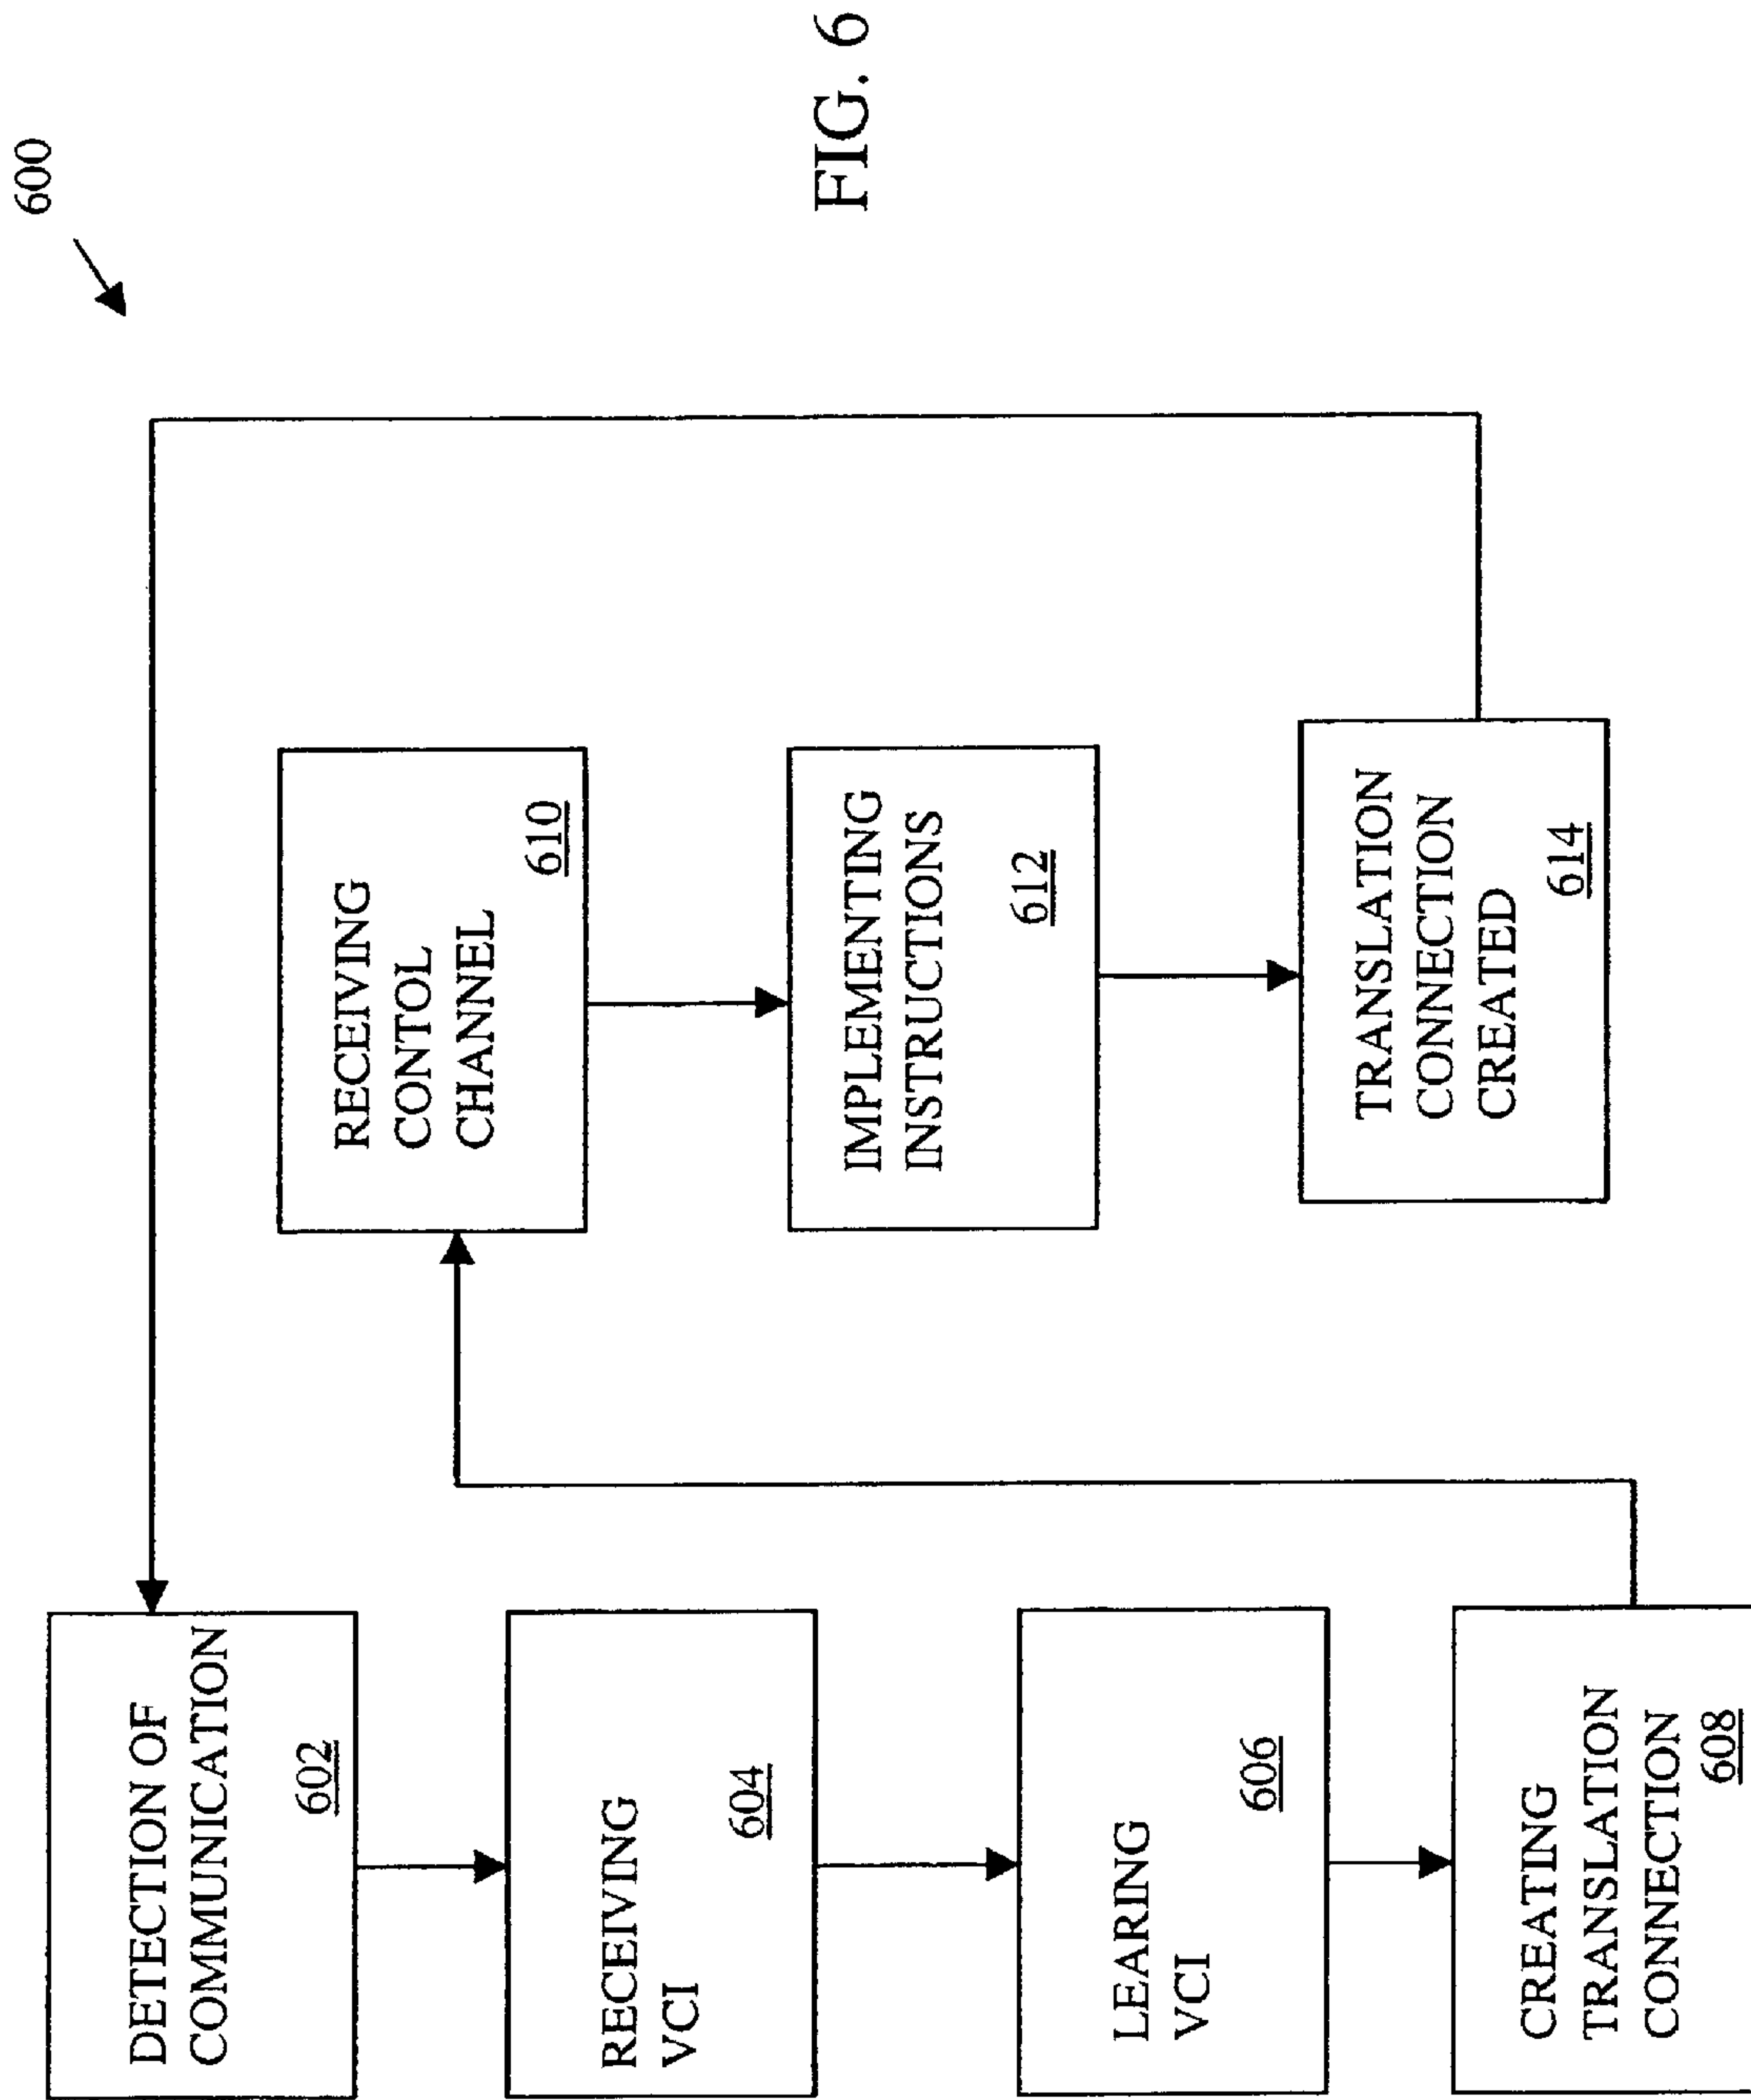 600
DETECTION OF
COMMUNICATION
602
RECEIVING
VCI
604
LEARING
VCI
606
CREATING
TRANSLATION
CONNECTION
608
RECEIVING
CONTOL
CHANNEL
610
IMPLEMENTING
INSTRUCTIONS
612
TRANSLATION
CONNECTION
CREATED
614
FIG. 6